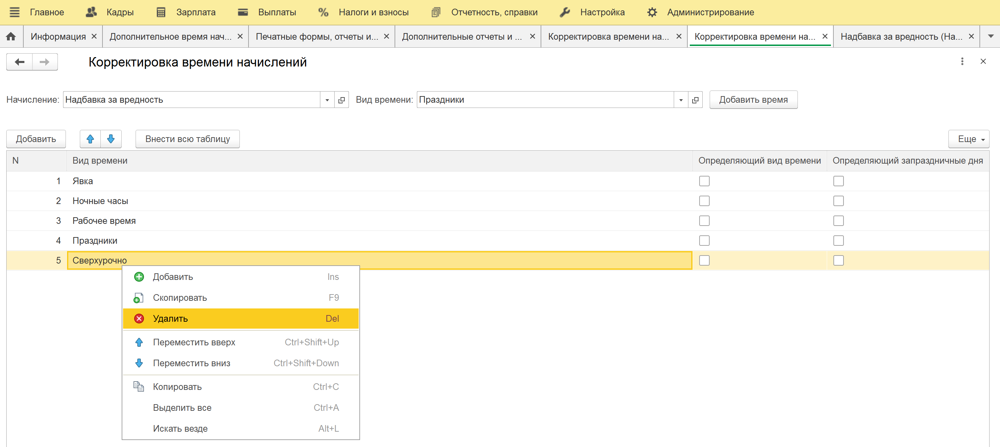 Главное Кадры Зарплата Выплаты % Налоги и взносы Отчетность, справки Настройка Администрирование
Информация Дополнительное время нач... Печатные формы, отчеты и... Дополнительные отчеты и ... Корректировка времени на... Корректировка времени на... Надбавка за вредность (На...
Корректировка времени начислений
Начисление: Надбавка за вредность Вид времени: Праздники Добавить время
Добавить Внести всю таблицу Еще
N Вид времени Определяющий вид времени Определяющий запраздничные дня
1 Явка
2 Ночные часы
3 Рабочее время
4 Праздники
5 Сверхурочно
Добавить Ins
Скопировать F9
Удалить Del
Переместить вверх Ctrl+Shift+Up
Переместить вниз Ctrl+Shift+Down
Копировать Ctrl+C
Выделить все Ctrl+A
Искать везде Alt+L